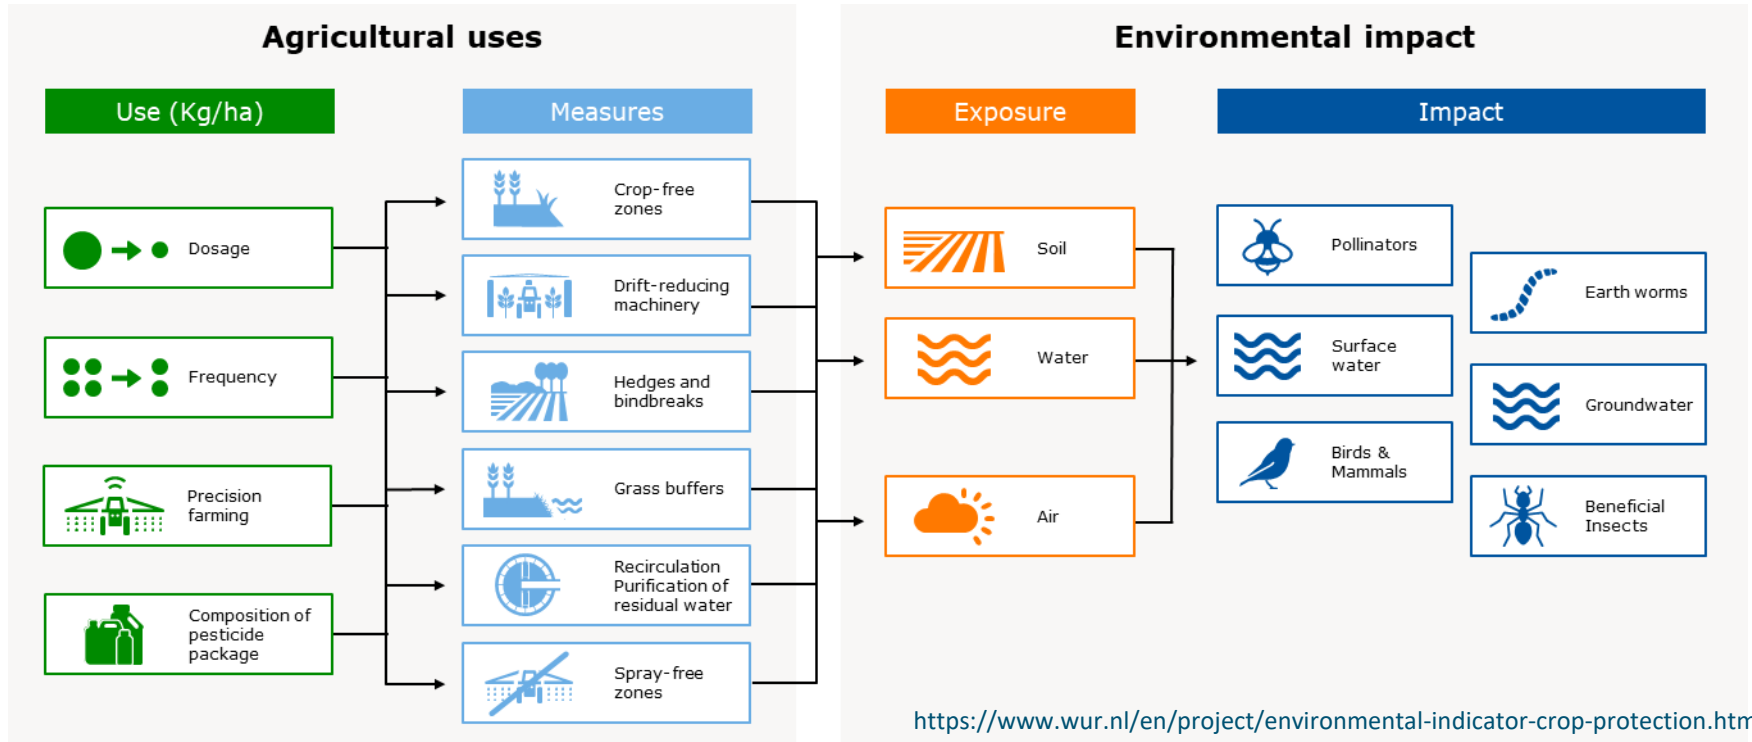 Agricultural uses
Environmental impact
Use (Kg/ha)
Measures
Exposure
Impact
Dosage
Frequency
Precision
farming
Composition of
pesticide
package
Crop-free
zones
Drift-reducing
machinery
Hedges and
bindbreaks
Grass buffers
Recirculation
Purification of
residual water
Spray-free
zones
Soil
Water
Air
Pollinators
Surface
water
Birds &
Mammals
Earth worms
Groundwater
Beneficial
Insects
https://www.wur.nl/en/project/environmental-indicator-crop-protection.htm